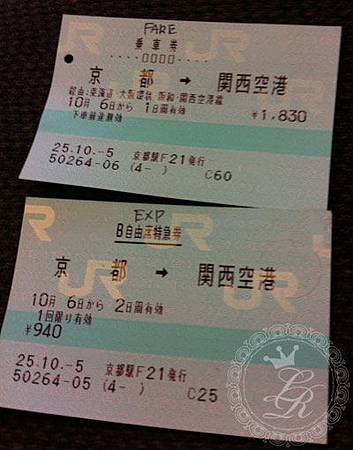 FARE
乗車券
京都 → 関西空港
経由:東海道・大阪環状・阪和・関西空港線
10月 6日から 1日間有効 ¥1,830
下車前途無効
25.10.-5 京都駅F21発行
50264-06 (4- ) C60
EXP
B自由席特急券
京都 → 関西空港
10月 6日から 2日間有効
1回限り有効
¥940
25.10.-5 京都駅F21発行
50264-05 (4- ) C25
JR